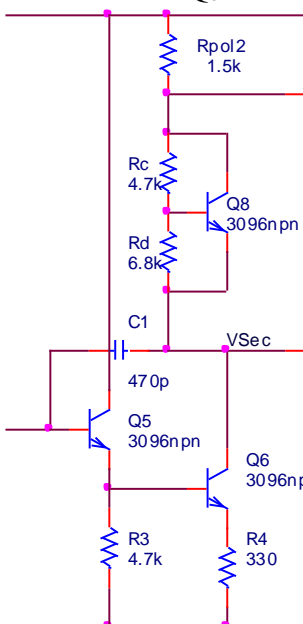 Rpol2
1.5k
Rc
4.7k
Q8
3096npn
Rd
6.8k
C1
VSec
470p
Q5
3096npn
Q6
3096np
R3
4.7k
R4
330